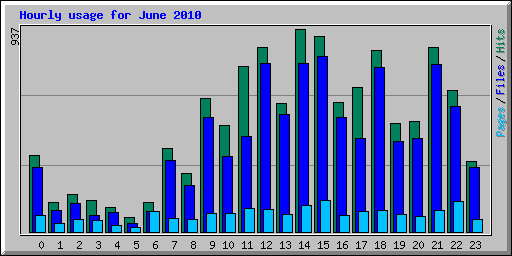 Hourly usage for June 2010
937
Pages / Files / Hits
0 1 2 3 4 5 6 7 8 9 10 11 12 13 14 15 16 17 18 19 20 21 22 23